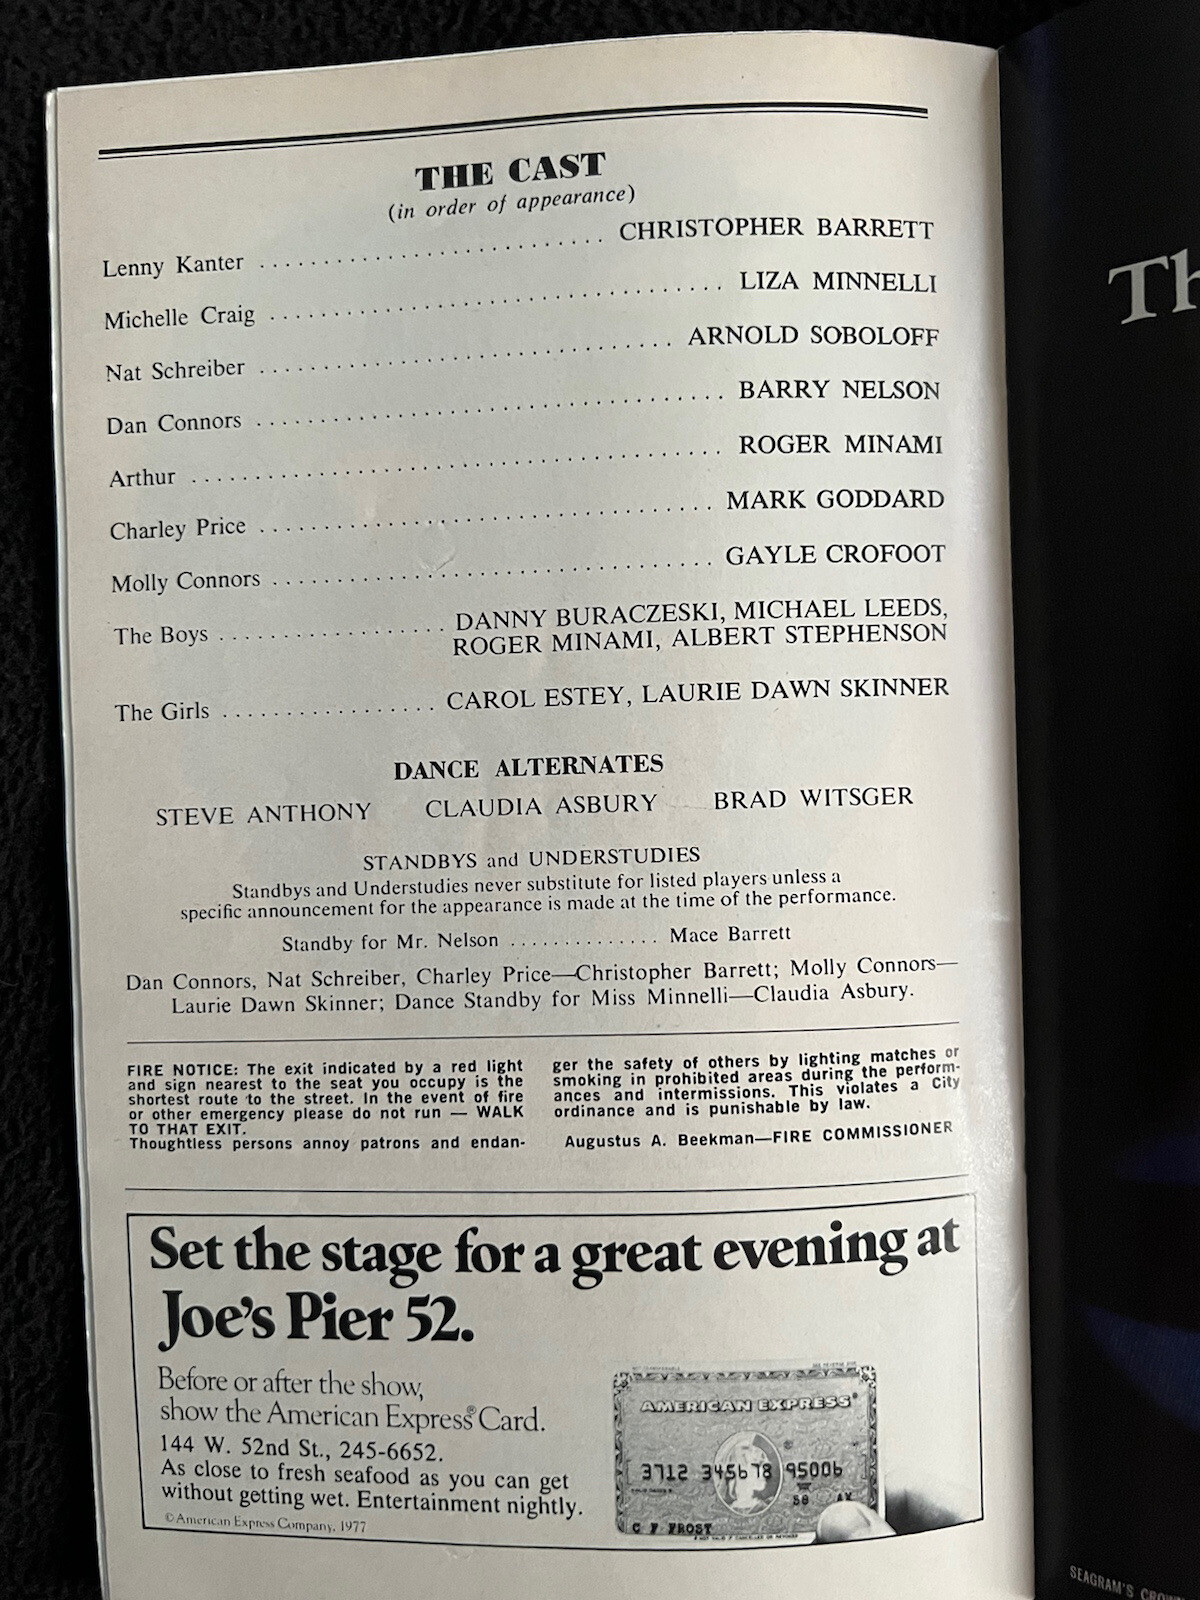 THE CAST
(in order of appearance)
Lenny Kanter .......................... CHRISTOPHER BARRETT
Michelle Craig .................................. LIZA MINNELLI
Nat Schreiber ................................ ARNOLD SOBOLOFF
Dan Connors .................................... BARRY NELSON
Arthur ........................................ ROGER MINAMI
Charley Price .................................. MARK GODDARD
Molly Connors ................................. GAYLE CROFOOT
The Boys .................. DANNY BURACZESKI, MICHAEL LEEDS,
ROGER MINAMI, ALBERT STEPHENSON
The Girls ................. CAROL ESTEY, LAURIE DAWN SKINNER
DANCE ALTERNATES
STEVE ANTHONY CLAUDIA ASBURY BRAD WITSGER
STANDBYS and UNDERSTUDIES
Standbys and Understudies never substitute for listed players unless a
specific announcement for the appearance is made at the time of the performance.
Standby for Mr. Nelson .............. Mace Barrett
Dan Connors, Nat Schreiber, Charley Price—Christopher Barrett; Molly Connors—
Laurie Dawn Skinner; Dance Standby for Miss Minnelli—Claudia Asbury.
FIRE NOTICE: The exit indicated by a red light
and sign nearest to the seat you occupy is the
shortest route to the street. In the event of fire
or other emergency please do not run — WALK
TO THAT EXIT.
Thoughtless persons annoy patrons and endan-
ger the safety of others by lighting matches or
smoking in prohibited areas during the perform-
ances and intermissions. This violates a City
ordinance and is punishable by law.
Augustus A. Beekman—FIRE COMMISSIONER
Set the stage for a great evening at
Joe's Pier 52.
Before or after the show,
show the American Express® Card.
144 W. 52nd St., 245-6652.
As close to fresh seafood as you can get
without getting wet. Entertainment nightly.
© American Express Company, 1977
AMERICAN EXPRESS®
3712 345678 95006
58 AX
C F FROST
Th
SEAGRAM'S CROWN